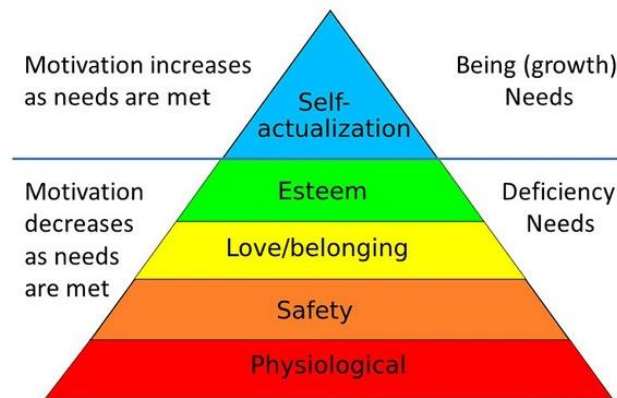 Motivation increases
as needs are met
Self-
actualization
Being (growth)
Needs
Motivation
decreases
as needs
are met
Esteem
Deficiency
Needs
Love/belonging
Safety
Physiological